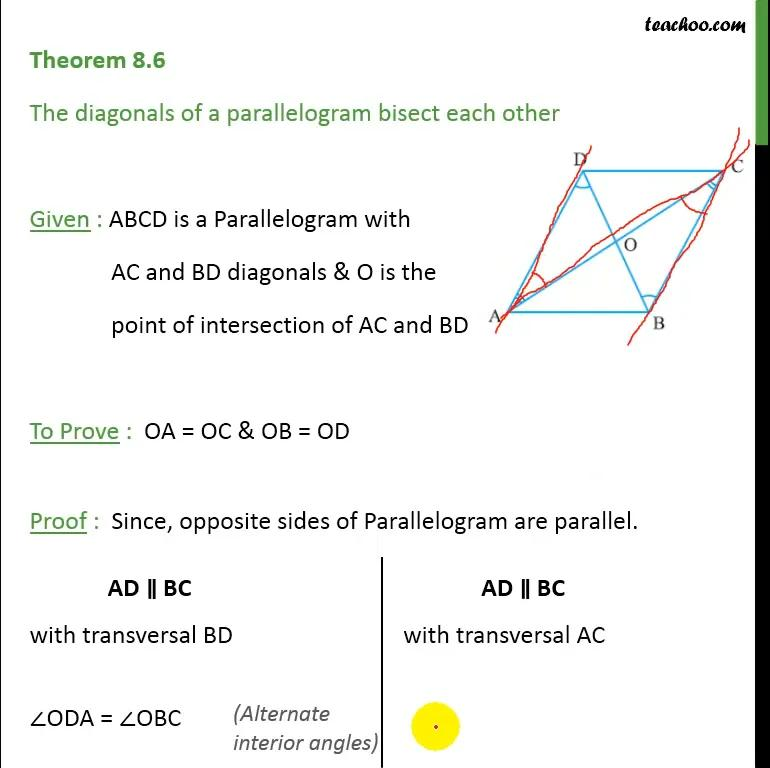 teachoo.com
Theorem 8.6
The diagonals of a parallelogram bisect each other
D
C
Given : ABCD is a Parallelogram with
O
AC and BD diagonals & O is the
A
B
point of intersection of AC and BD
To Prove : OA = OC & OB = OD
Proof : Since, opposite sides of Parallelogram are parallel.
AD ∥ BC
with transversal BD
∠ODA = ∠OBC (Alternate
interior angles)
AD ∥ BC
with transversal AC